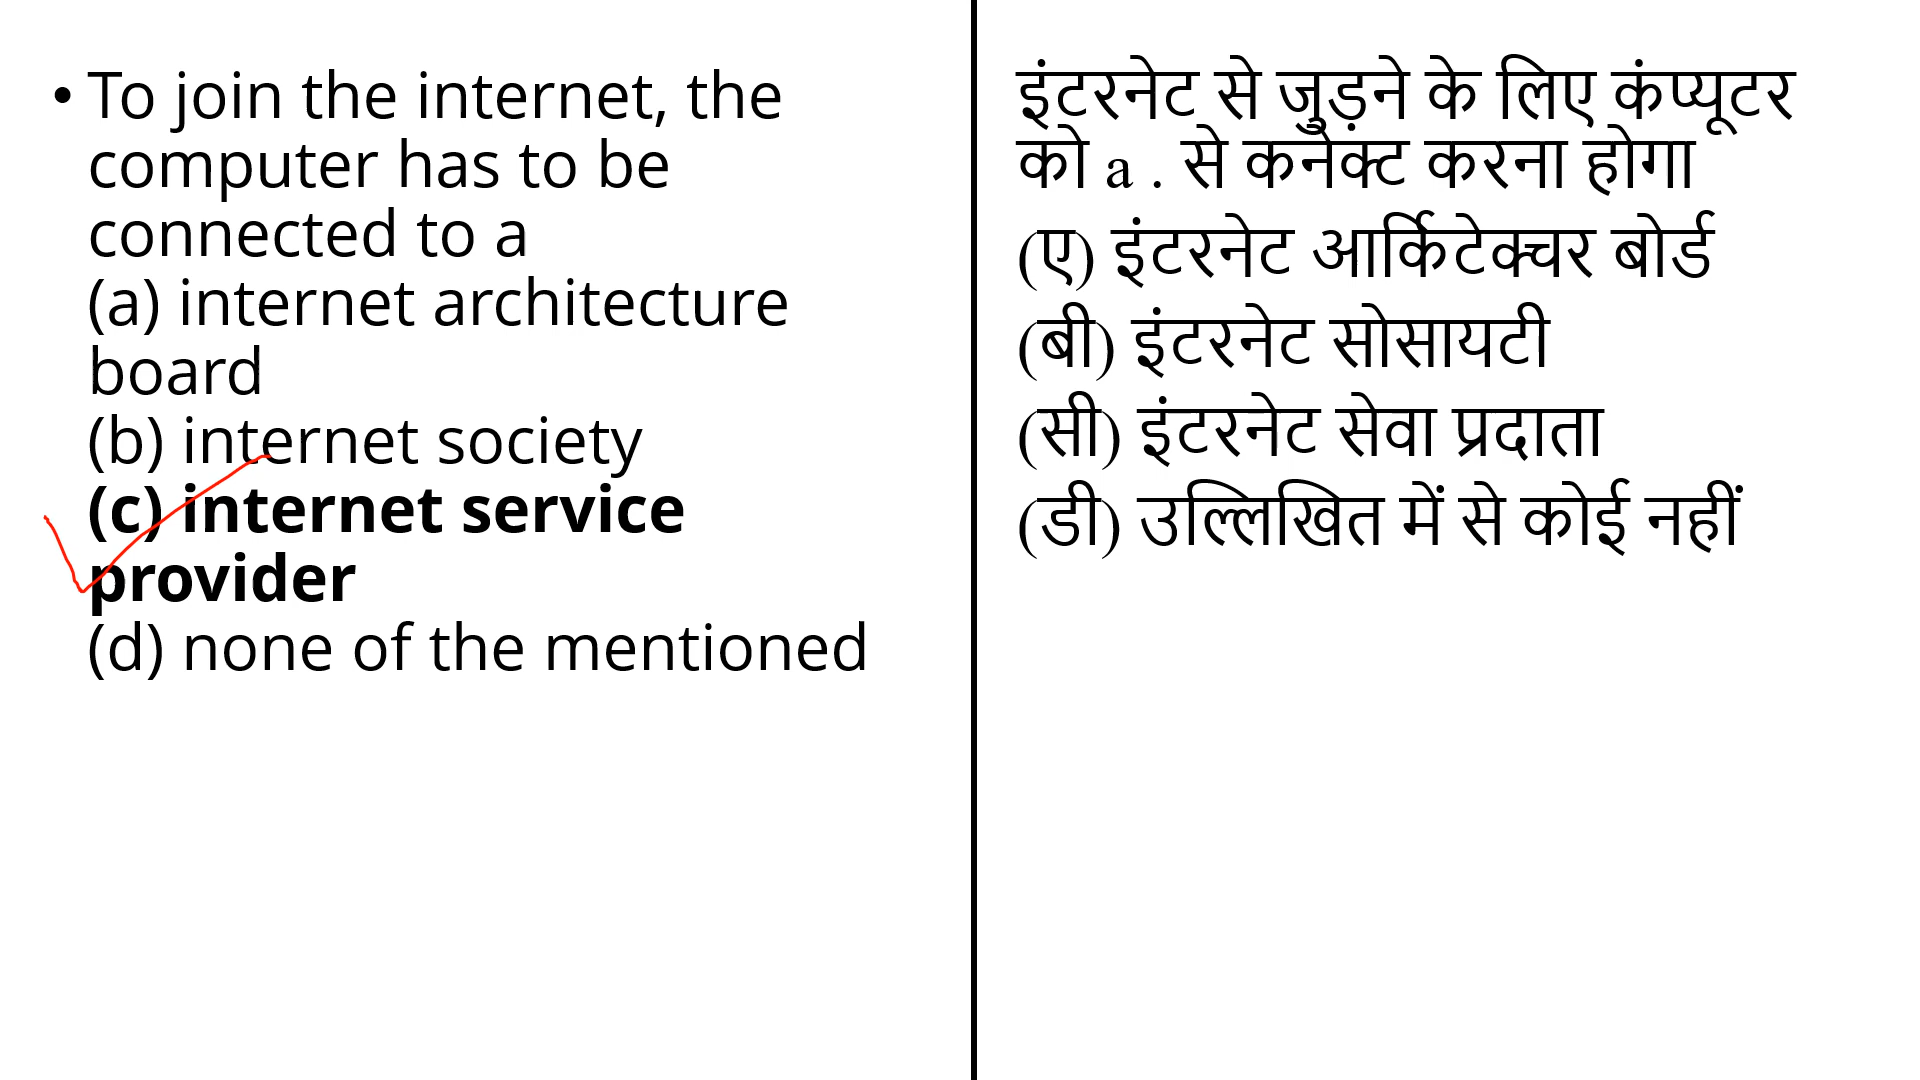 • To join the internet, the
computer has to be
connected to a
(a) internet architecture
board
(b) internet society
(c) internet service
provider
(d) none of the mentioned
इंटरनेट से जुड़ने के लिए कंप्यूटर
को a . से कनेक्ट करना होगा
(ए) इंटरनेट आर्किटेक्चर बोर्ड
(बी) इंटरनेट सोसायटी
(सी) इंटरनेट सेवा प्रदाता
(डी) उल्लिखित में से कोई नहीं